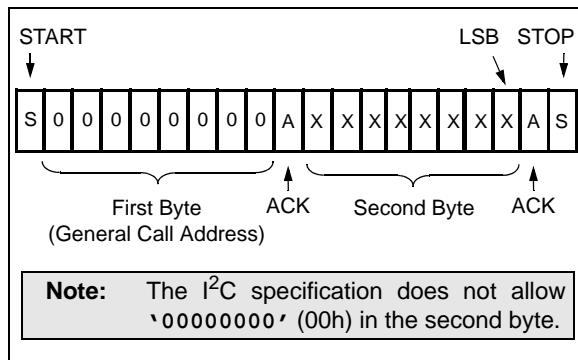 START LSB STOP
S 0 0 0 0 0 0 0 0 A X X X X X X X X A S
First Byte ACK Second Byte ACK
(General Call Address)
Note: The I²C specification does not allow
'00000000' (00h) in the second byte.